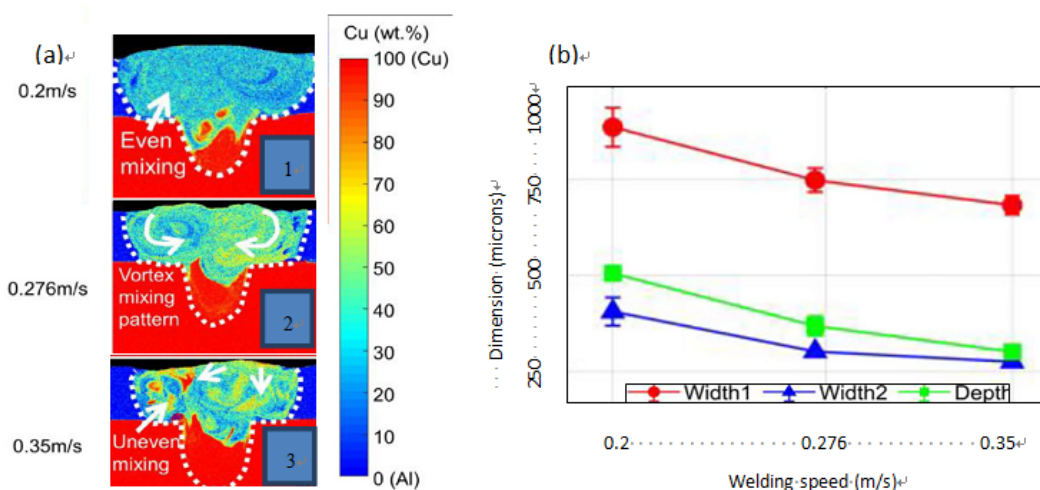 (a)
Cu (wt.%)
0.2m/s
Even
mixing
1
0.276m/s
Vortex
mixing
pattern
2
0.35m/s
Uneven
mixing
3
100 (Cu)
90
80
70
60
50
40
30
20
10
0 (Al)
(b)
Dimension (microns)
1000
750
500
250
Width1 Width2 Depth
0.2 0.276 0.35
Welding speed (m/s)